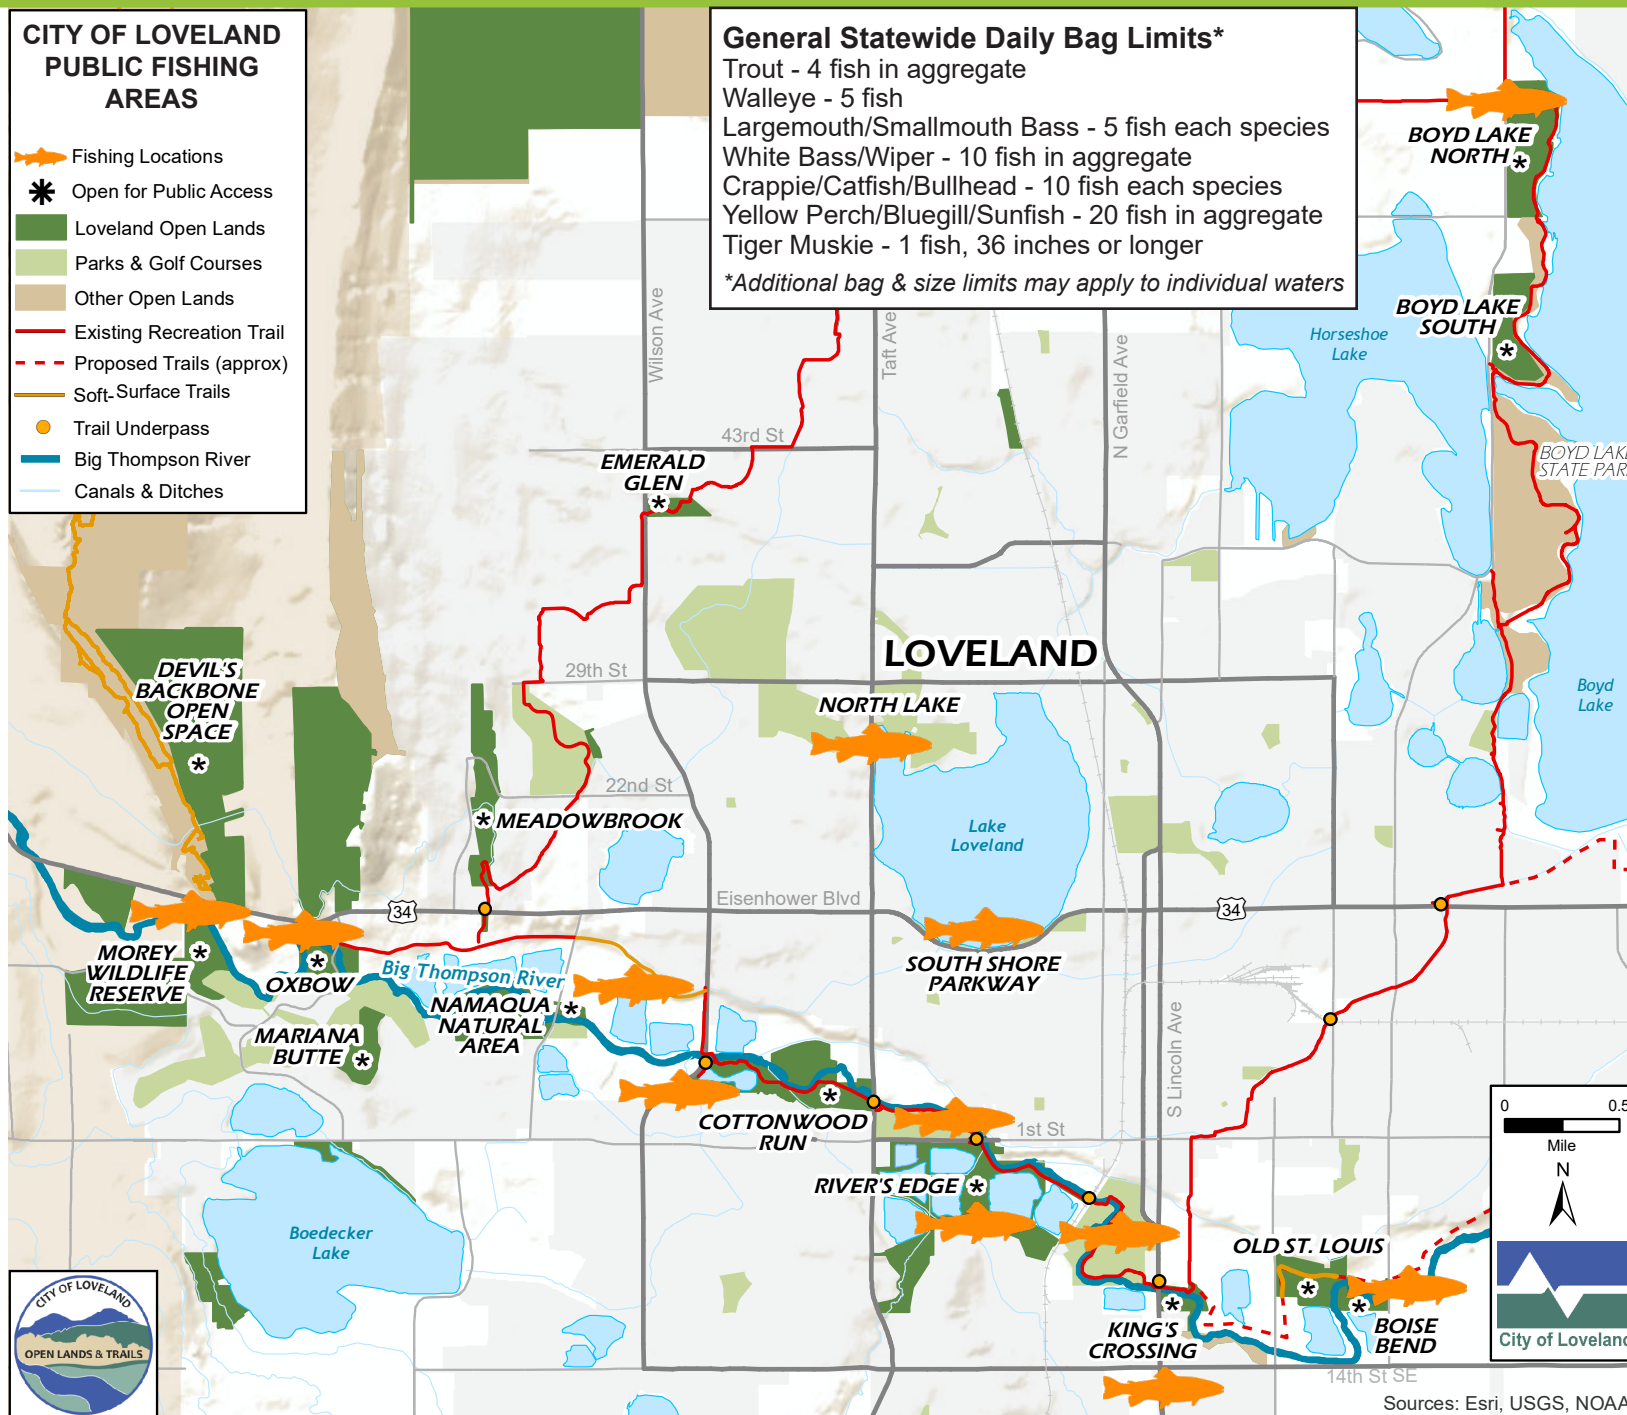 CITY OF LOVELAND
PUBLIC FISHING
AREAS
Fishing Locations
Open for Public Access
Loveland Open Lands
Parks & Golf Courses
Other Open Lands
Existing Recreation Trail
Proposed Trails (approx)
Soft-Surface Trails
Trail Underpass
Big Thompson River
Canals & Ditches
General Statewide Daily Bag Limits*
Trout - 4 fish in aggregate
Walleye - 5 fish
Largemouth/Smallmouth Bass - 5 fish each species
White Bass/Wiper - 10 fish in aggregate
Crappie/Catfish/Bullhead - 10 fish each species
Yellow Perch/Bluegill/Sunfish - 20 fish in aggregate
Tiger Muskie - 1 fish, 36 inches or longer
*Additional bag & size limits may apply to individual waters
BOYD LAKE
NORTH
BOYD LAKE
SOUTH
Horseshoe
Lake
Wilson Ave
Taft Ave
N Garfield Ave
43rd St
EMERALD
GLEN
BOYD LAKE
STATE PAR
LOVELAND
DEVIL'S
BACKBONE
OPEN
SPACE
29th St
NORTH LAKE
Boyd
Lake
22nd St
MEADOWBROOK
Lake
Loveland
Eisenhower Blvd
34
34
MOREY
WILDLIFE
RESERVE
OXBOW
Big Thompson River
SOUTH SHORE
PARKWAY
NAMAQUA
NATURAL
AREA
MARIANA
BUTTE
S Lincoln Ave
COTTONWOOD
RUN
1st St
RIVER'S EDGE
Boedecker
Lake
OLD ST. LOUIS
KING'S
CROSSING
BOISE
BEND
14th St SE
0 0.5
Mile
N
City of Loveland
CITY OF LOVELAND
OPEN LANDS & TRAILS
Sources: Esri, USGS, NOAA